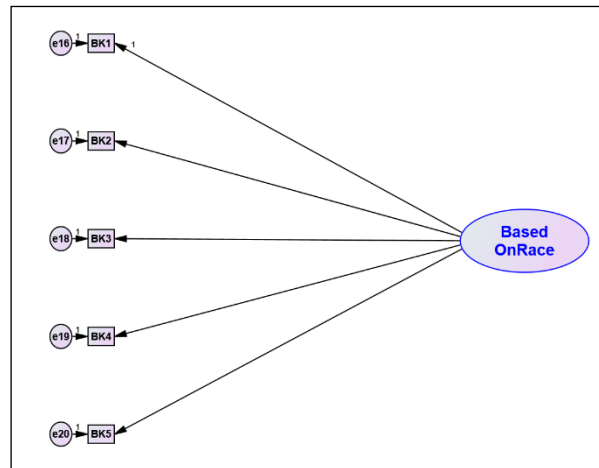 e16 1 BK1 1
e17 1 BK2
Based
OnRace
e18 1 BK3
e19 1 BK4
e20 1 BK5